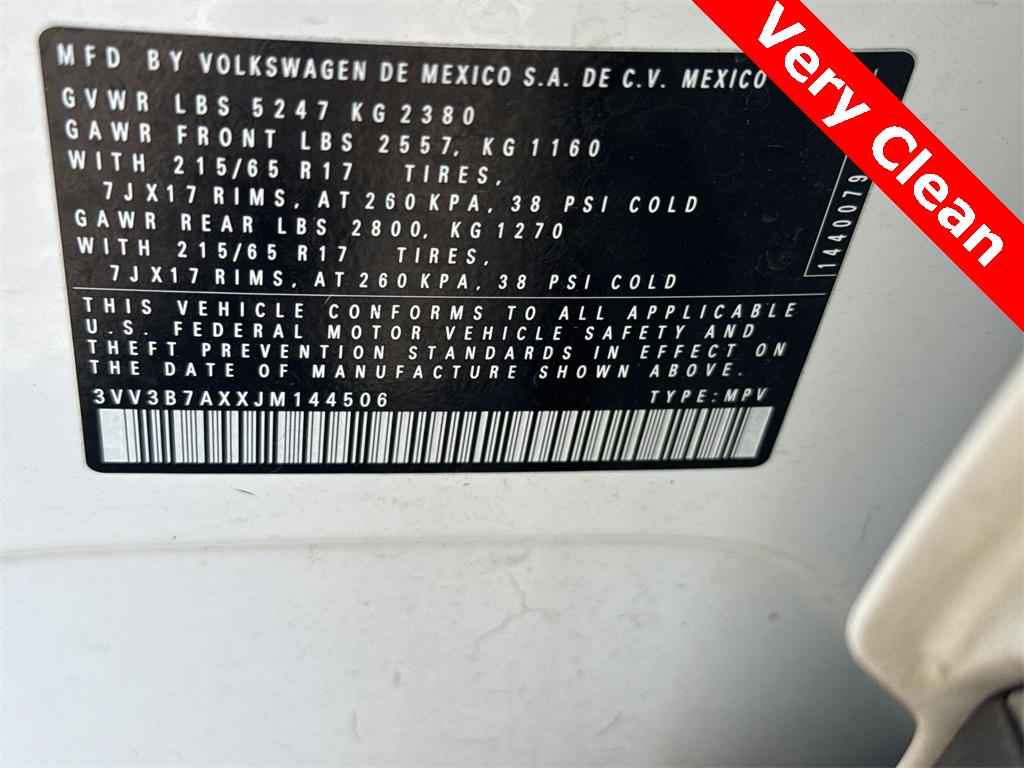 MFD BY VOLKSWAGEN DE MEXICO S.A. DE C.V. MEXICO
GVWR LBS 5247 KG 2380
GAWR FRONT LBS 2557, KG 1160
WITH 215/65 R17 TIRES,
7JX17 RIMS, AT 260 KPA, 38 PSI COLD
GAWR REAR LBS 2800, KG 1270
WITH 215/65 R17 TIRES,
7JX17 RIMS, AT 260 KPA, 38 PSI COLD
THIS VEHICLE CONFORMS TO ALL APPLICABLE
U.S. FEDERAL MOTOR VEHICLE SAFETY AND
THEFT PREVENTION STANDARDS IN EFFECT ON
THE DATE OF MANUFACTURE SHOWN ABOVE.
3VV3B7AXXJM144506 TYPE: MPV
1440079
Very Clean